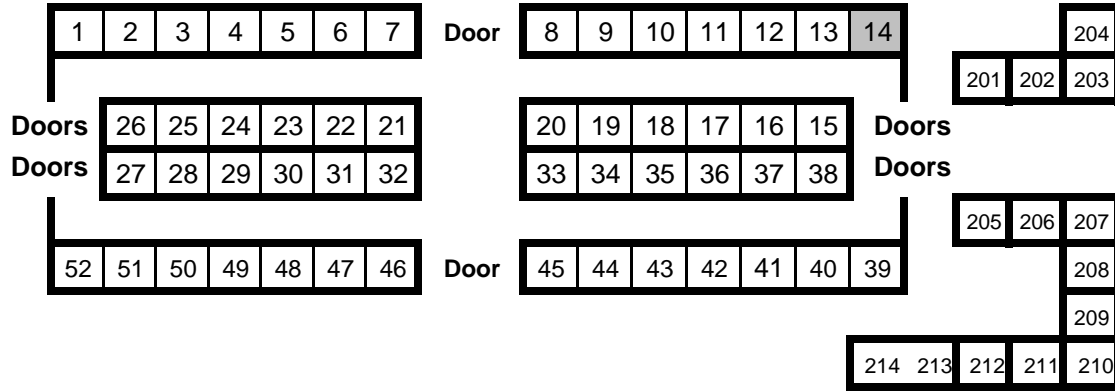 1 2 3 4 5 6 7 Door 8 9 10 11 12 13 14 204
201 202 203
Doors 26 25 24 23 22 21 20 19 18 17 16 15 Doors
Doors 27 28 29 30 31 32 33 34 35 36 37 38 Doors
205 206 207
52 51 50 49 48 47 46 Door 45 44 43 42 41 40 39 208
209
214 213 212 211 210